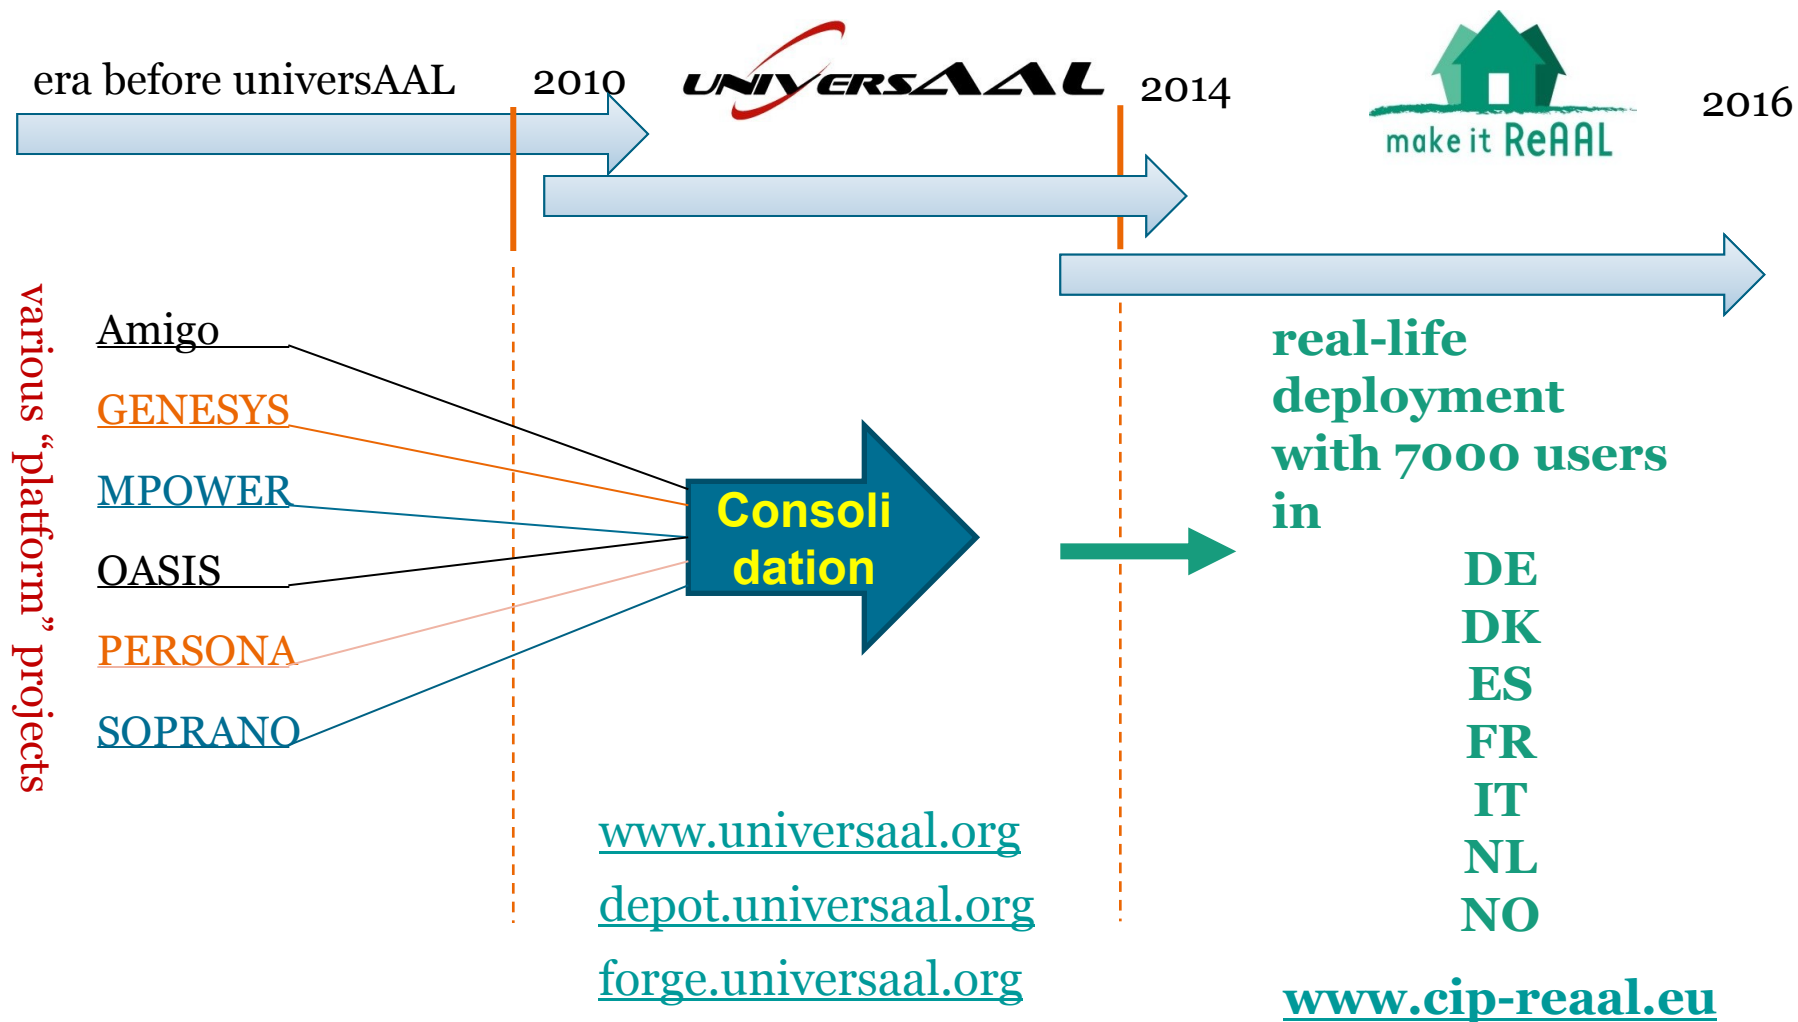 era before universAAL
2010
UNIVERSAAL
2014
make it ReAAL
2016
various “platform” projects
Amigo
GENESYS
MPOWER
OASIS
PERSONA
SOPRANO
Consoli
dation
www.universaal.org
depot.universaal.org
forge.universaal.org
real-life
deployment
with 7000 users
in
DE
DK
ES
FR
IT
NL
NO
www.cip-reaal.eu